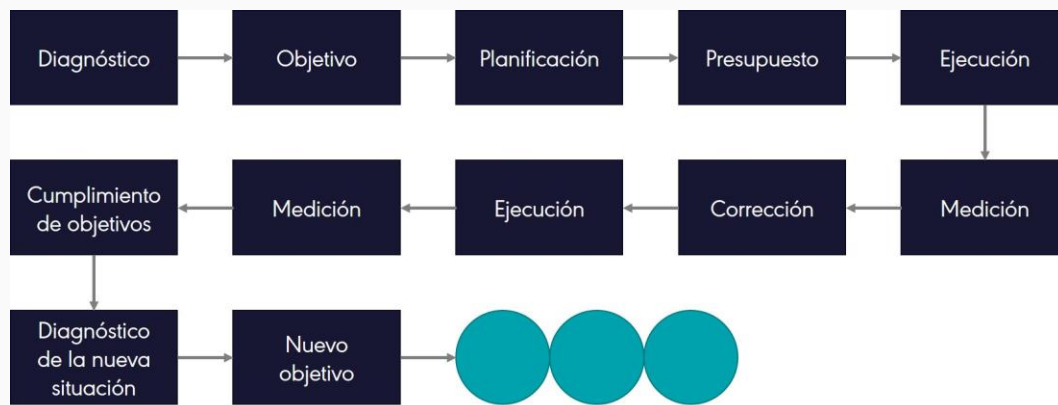 Diagnóstico
Objetivo
Planificación
Presupuesto
Ejecución
Cumplimiento
de objetivos
Medición
Ejecución
Corrección
Medición
Diagnóstico
de la nueva
situación
Nuevo
objetivo